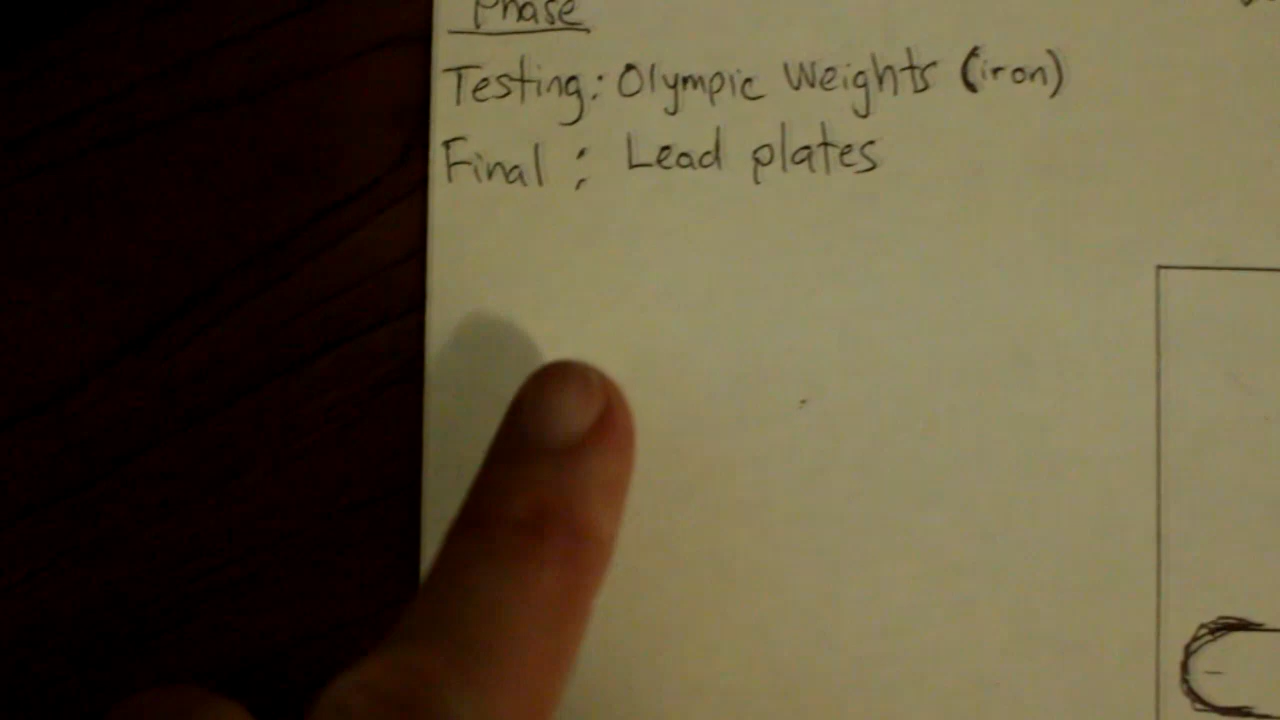 Phase
Testing: Olympic Weights (iron)
Final : Lead plates